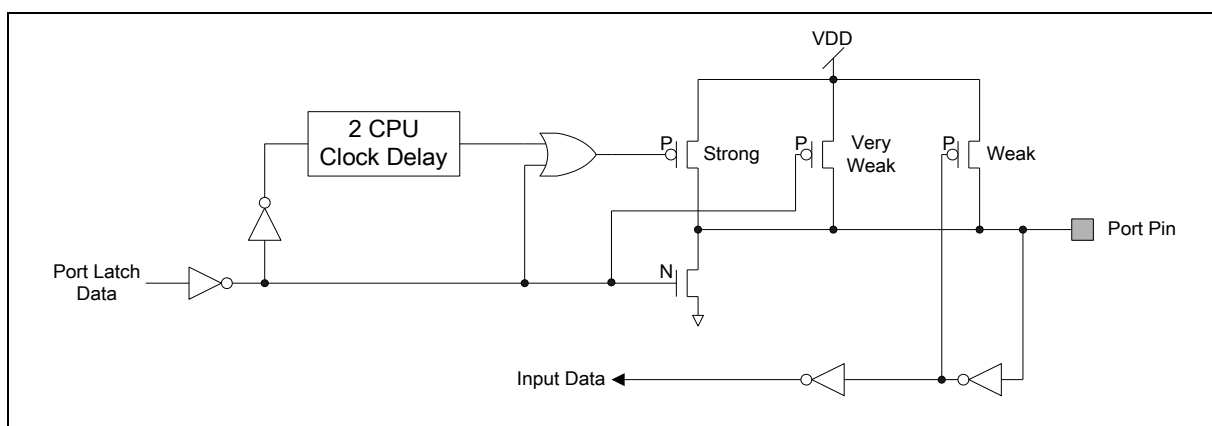 VDD
2 CPU
Clock Delay
P
Strong
P
Very
Weak
P
Weak
Port Pin
Port Latch
Data
N
Input Data